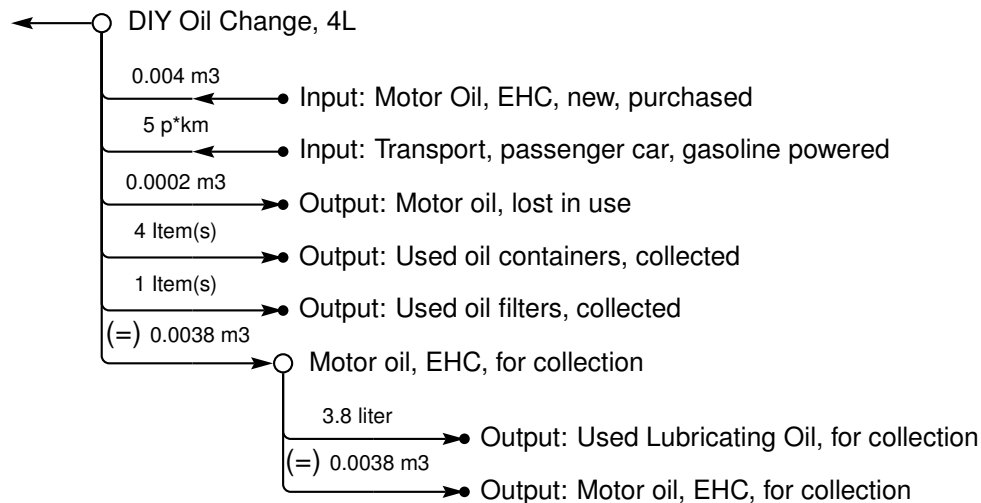 DIY Oil Change, 4L
0.004 m3
Input: Motor Oil, EHC, new, purchased
5 p*km
Input: Transport, passenger car, gasoline powered
0.0002 m3
Output: Motor oil, lost in use
4 Item(s)
Output: Used oil containers, collected
1 Item(s)
Output: Used oil filters, collected
(=) 0.0038 m3
Motor oil, EHC, for collection
3.8 liter
Output: Used Lubricating Oil, for collection
(=) 0.0038 m3
Output: Motor oil, EHC, for collection